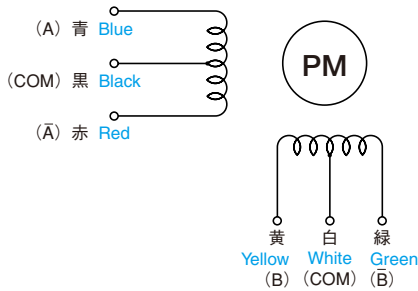 (A) 青 Blue
(COM) 黒 Black
(Ā) 赤 Red
PM
黄 白 緑
Yellow White Green
(B) (COM) (B̄)